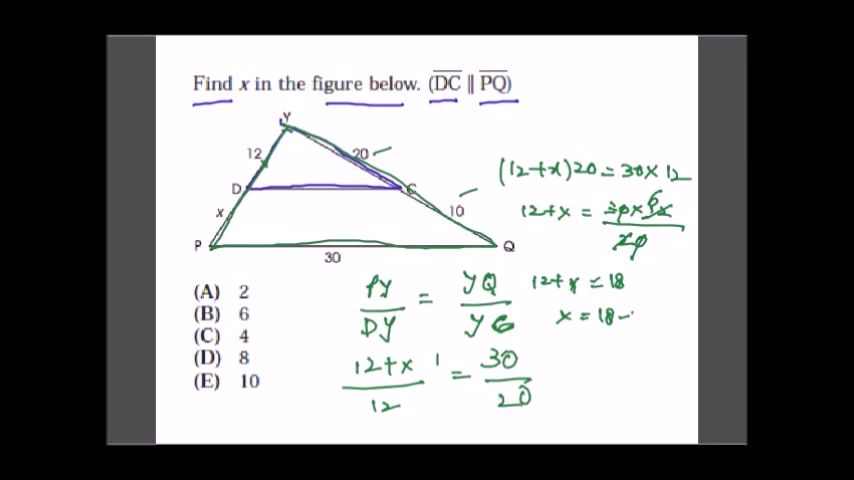 Find x in the figure below. (DC || PQ)
Y
12
20
D
C
x
10
P
Q
30
(A) 2
(B) 6
(C) 4
(D) 8
(E) 10
PY/DY = YQ/YC
12+x/12 = 30/20
(12+x)20=30×12
12+x =
12+x = 18
x = 18-